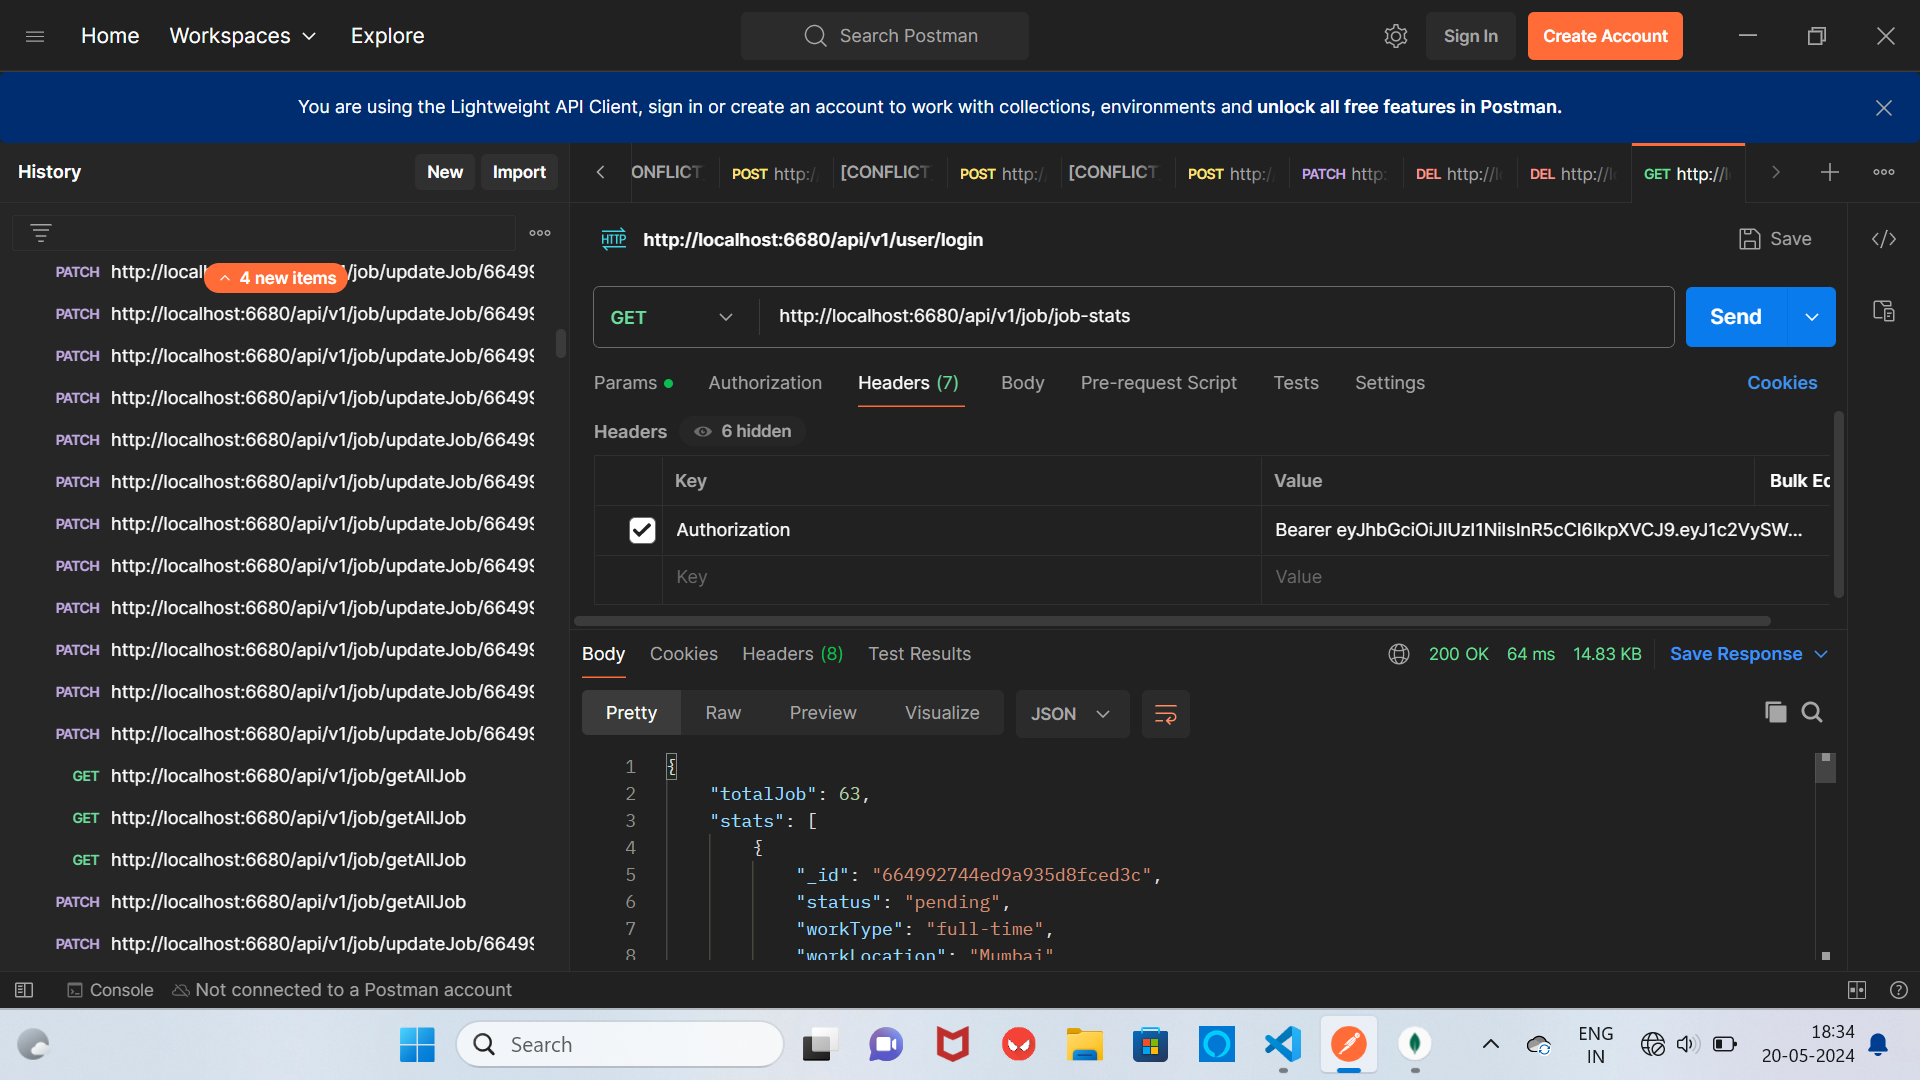 Home Workspaces Explore
Search Postman
Sign In Create Account
You are using the Lightweight API Client, sign in or create an account to work with collections, environments and unlock all free features in Postman.
History New Import
ONFLICT POST http:/ [CONFLICT POST http:/ [CONFLICT POST http:/ PATCH http: DEL http://l DEL http://l GET http://l
4 new items
PATCH http://local /job/updateJob/66499
PATCH http://localhost:6680/api/v1/job/updateJob/66499
PATCH http://localhost:6680/api/v1/job/updateJob/66499
PATCH http://localhost:6680/api/v1/job/updateJob/66499
PATCH http://localhost:6680/api/v1/job/updateJob/66499
PATCH http://localhost:6680/api/v1/job/updateJob/66499
PATCH http://localhost:6680/api/v1/job/updateJob/66499
PATCH http://localhost:6680/api/v1/job/updateJob/66499
PATCH http://localhost:6680/api/v1/job/updateJob/66499
PATCH http://localhost:6680/api/v1/job/updateJob/66499
PATCH http://localhost:6680/api/v1/job/updateJob/66499
PATCH http://localhost:6680/api/v1/job/updateJob/66499
GET http://localhost:6680/api/v1/job/getAllJob
GET http://localhost:6680/api/v1/job/getAllJob
GET http://localhost:6680/api/v1/job/getAllJob
PATCH http://localhost:6680/api/v1/job/getAllJob
PATCH http://localhost:6680/api/v1/job/updateJob/66499
HTTP http://localhost:6680/api/v1/user/login
Save
GET http://localhost:6680/api/v1/job/job-stats
Send
Params Authorization Headers (7) Body Pre-request Script Tests Settings Cookies
Headers 6 hidden
Key Value Bulk Ed
Authorization Bearer eyJhbGciOiJIUzI1NiIsInR5cCI6IkpXVCJ9.eyJ1c2VySW...
Key Value
Body Cookies Headers (8) Test Results
200 OK 64 ms 14.83 KB Save Response
Pretty Raw Preview Visualize JSON
1 {
2 "totalJob": 63,
3 "stats": [
4 {
5 "_id": "664992744ed9a935d8fced3c",
6 "status": "pending",
7 "workType": "full-time",
8 "workLocation": "Mumbai"
Console Not connected to a Postman account
Search
ENG
IN
18:34
20-05-2024